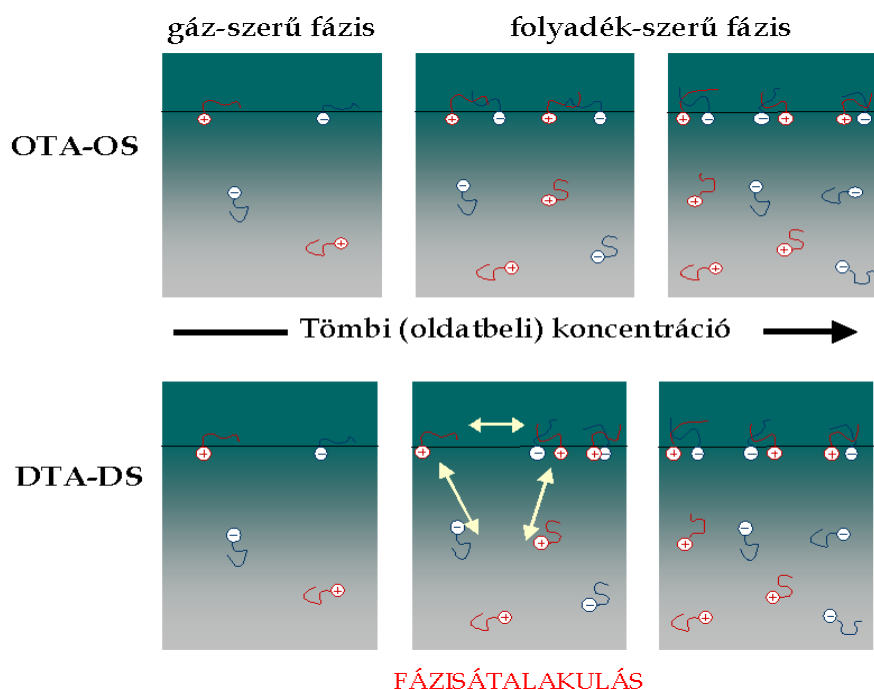 gáz-szerű fázis
folyadék-szerű fázis
OTA-OS
Tömbi (oldatbeli) koncentráció
DTA-DS
FÁZISÁTALAKULÁS